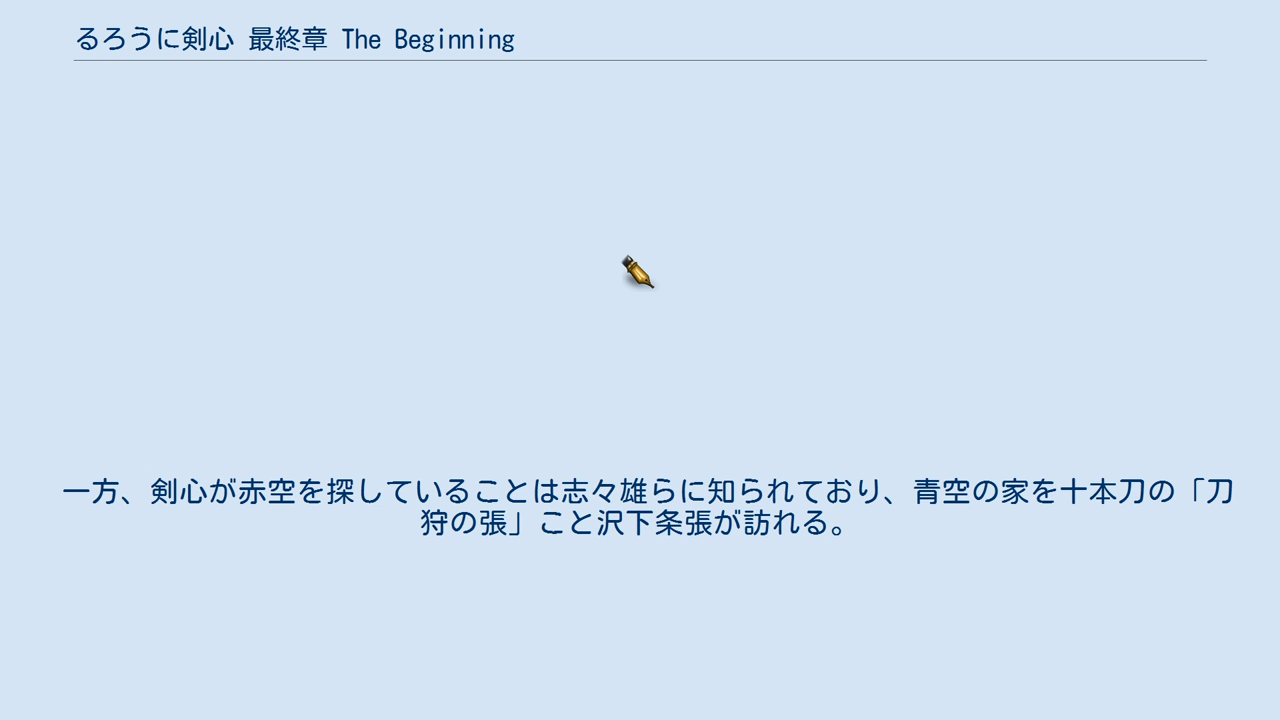 るろうに剣心 最終章 The Beginning
一方、剣心が赤空を探していることは志々雄らに知られており、青空の家を十本刀の「刀
狩の張」こと沢下条張が訪れる。